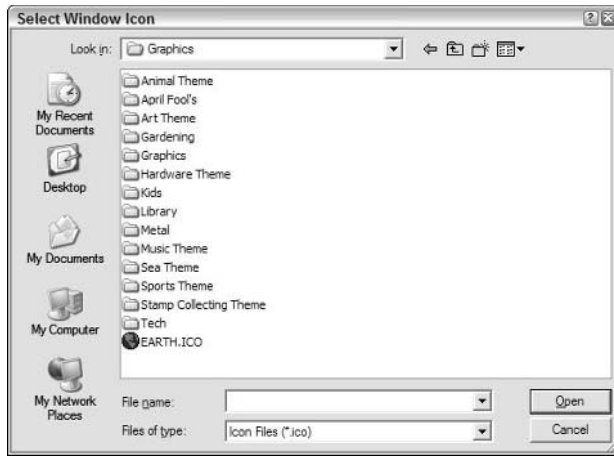 Select Window Icon
Look in:
Graphics
My Recent
Documents
Desktop
My Documents
My Computer
My Network
Places
Animal Theme
April Fool's
Art Theme
Gardening
Graphics
Hardware Theme
Kids
Library
Metal
Music Theme
Sea Theme
Sports Theme
Stamp Collecting Theme
Tech
EARTH.ICO
File name:
Open
Files of type:
Icon Files (*.ico)
Cancel